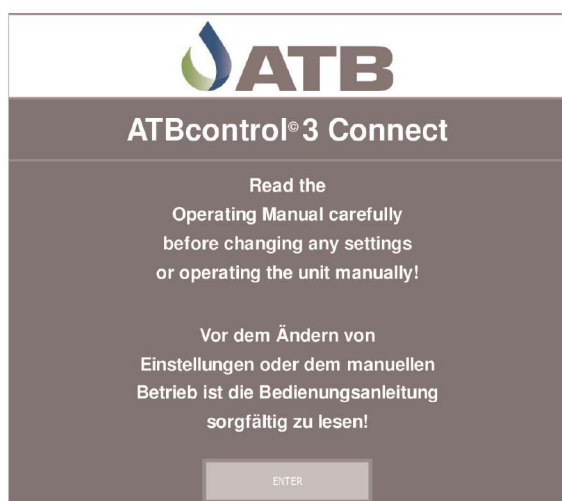 ATB
ATBcontrol©3 Connect
Read the
Operating Manual carefully
before changing any settings
or operating the unit manually!
Vor dem Ändern von
Einstellungen oder dem manuellen
Betrieb ist die Bedienungsanleitung
sorgfältig zu lesen!
ENTER